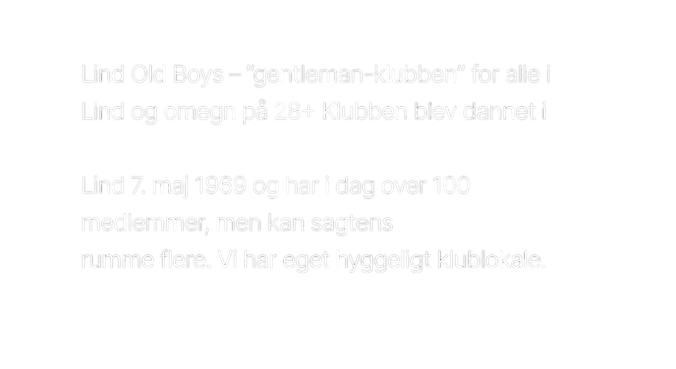 Lind Old Boys – “gentleman-klubben” for alle i
Lind og omegn på 28+ Klubben blev dannet i
Lind 7. maj 1989 og har i dag over 100
medlemmer, men kan sagtens
rumme flere. Vi har eget hyggeligt klublokale.